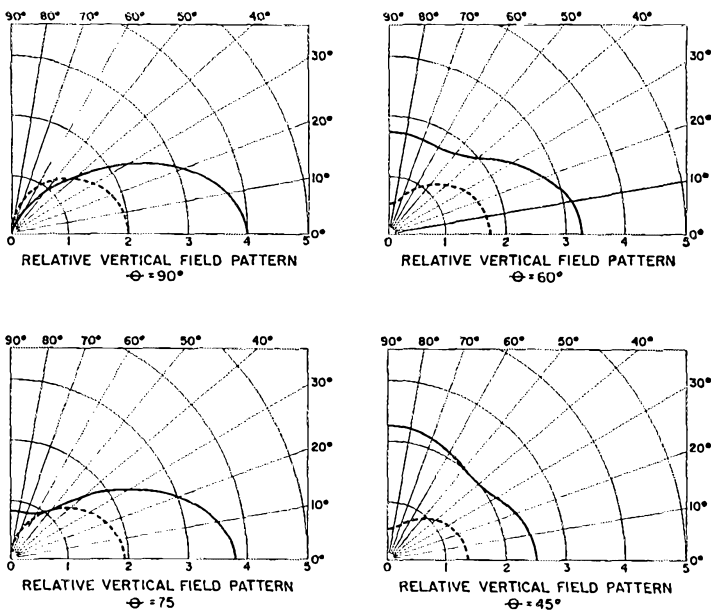 90° 80° 70° 60° 50° 40°
30°
20°
10°
0°
0 1 2 3 4 5
RELATIVE VERTICAL FIELD PATTERN
Θ = 90°
90° 80° 70° 60° 50° 40°
30°
20°
10°
0°
0 1 2 3 4 5
RELATIVE VERTICAL FIELD PATTERN
Θ = 60°
90° 80° 70° 60° 50° 40°
30°
20°
10°
0°
0 1 2 3 4 5
RELATIVE VERTICAL FIELD PATTERN
Θ = 75
90° 80° 70° 60° 50° 40°
30°
20°
10°
0°
0 1 2 3 4 5
RELATIVE VERTICAL FIELD PATTERN
Θ = 45°